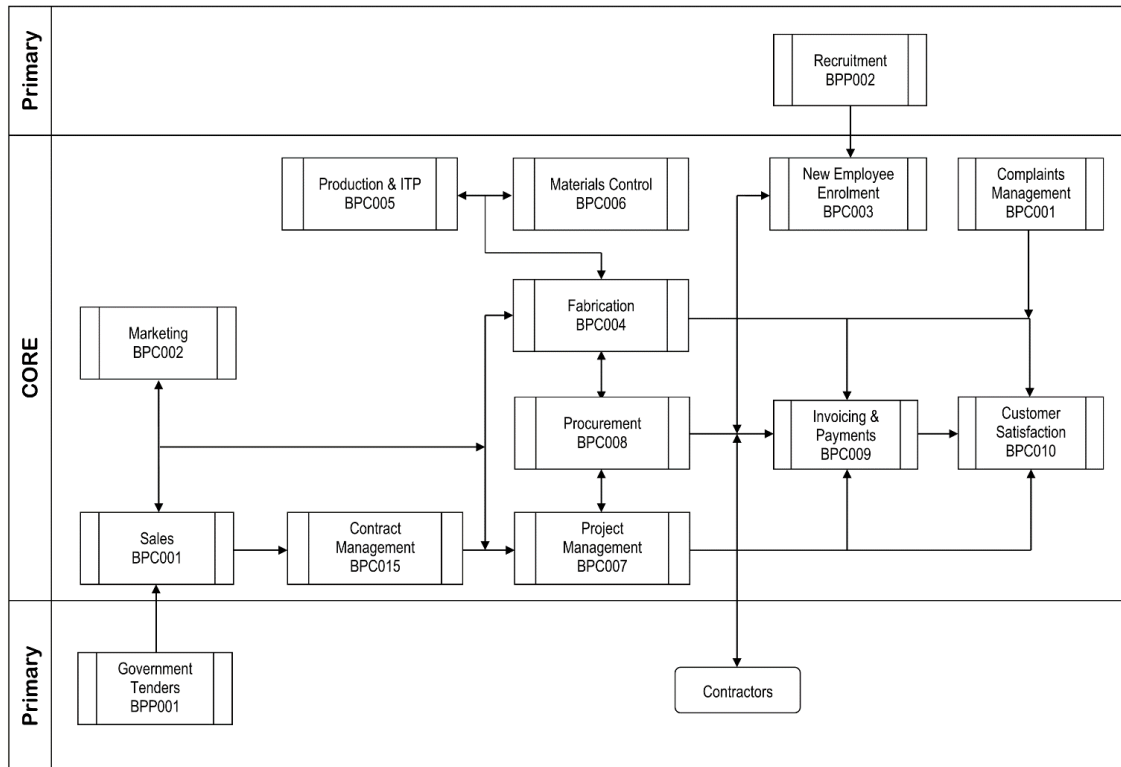 Primary
Recruitment
BPP002
CORE
Production & ITP
BPC005
Materials Control
BPC006
New Employee
Enrolment
BPC003
Complaints
Management
BPC001
Marketing
BPC002
Fabrication
BPC004
Procurement
BPC008
Invoicing &
Payments
BPC009
Customer
Satisfaction
BPC010
Sales
BPC001
Contract
Management
BPC015
Project
Management
BPC007
Primary
Government
Tenders
BPP001
Contractors